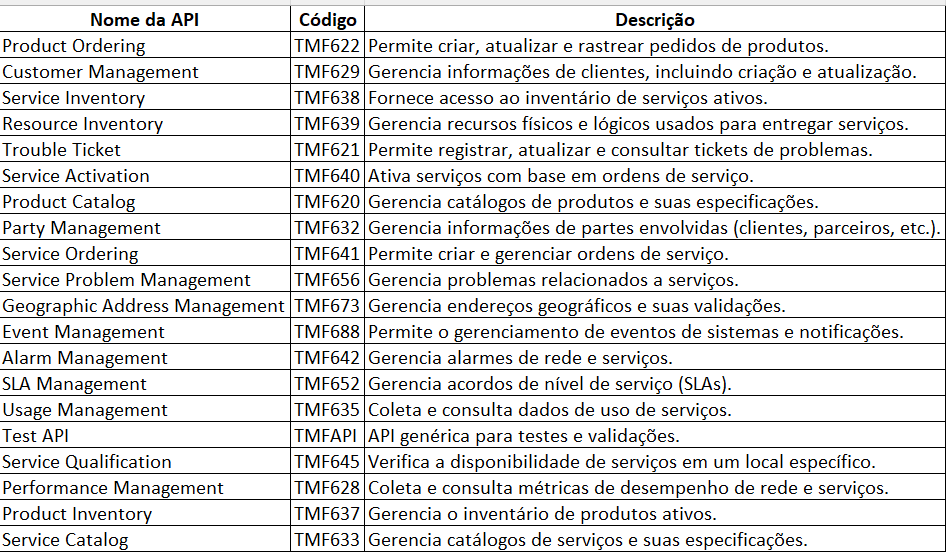 Nome da API Código Descrição
Product Ordering TMF622 Permite criar, atualizar e rastrear pedidos de produtos.
Customer Management TMF629 Gerencia informações de clientes, incluindo criação e atualização.
Service Inventory TMF638 Fornece acesso ao inventário de serviços ativos.
Resource Inventory TMF639 Gerencia recursos físicos e lógicos usados para entregar serviços.
Trouble Ticket TMF621 Permite registrar, atualizar e consultar tickets de problemas.
Service Activation TMF640 Ativa serviços com base em ordens de serviço.
Product Catalog TMF620 Gerencia catálogos de produtos e suas especificações.
Party Management TMF632 Gerencia informações de partes envolvidas (clientes, parceiros, etc.).
Service Ordering TMF641 Permite criar e gerenciar ordens de serviço.
Service Problem Management TMF656 Gerencia problemas relacionados a serviços.
Geographic Address Management TMF673 Gerencia endereços geográficos e suas validações.
Event Management TMF688 Permite o gerenciamento de eventos de sistemas e notificações.
Alarm Management TMF642 Gerencia alarmes de rede e serviços.
SLA Management TMF652 Gerencia acordos de nível de serviço (SLAs).
Usage Management TMF635 Coleta e consulta dados de uso de serviços.
Test API TMFAPI API genérica para testes e validações.
Service Qualification TMF645 Verifica a disponibilidade de serviços em um local específico.
Performance Management TMF628 Coleta e consulta métricas de desempenho de rede e serviços.
Product Inventory TMF637 Gerencia o inventário de produtos ativos.
Service Catalog TMF633 Gerencia catálogos de serviços e suas especificações.